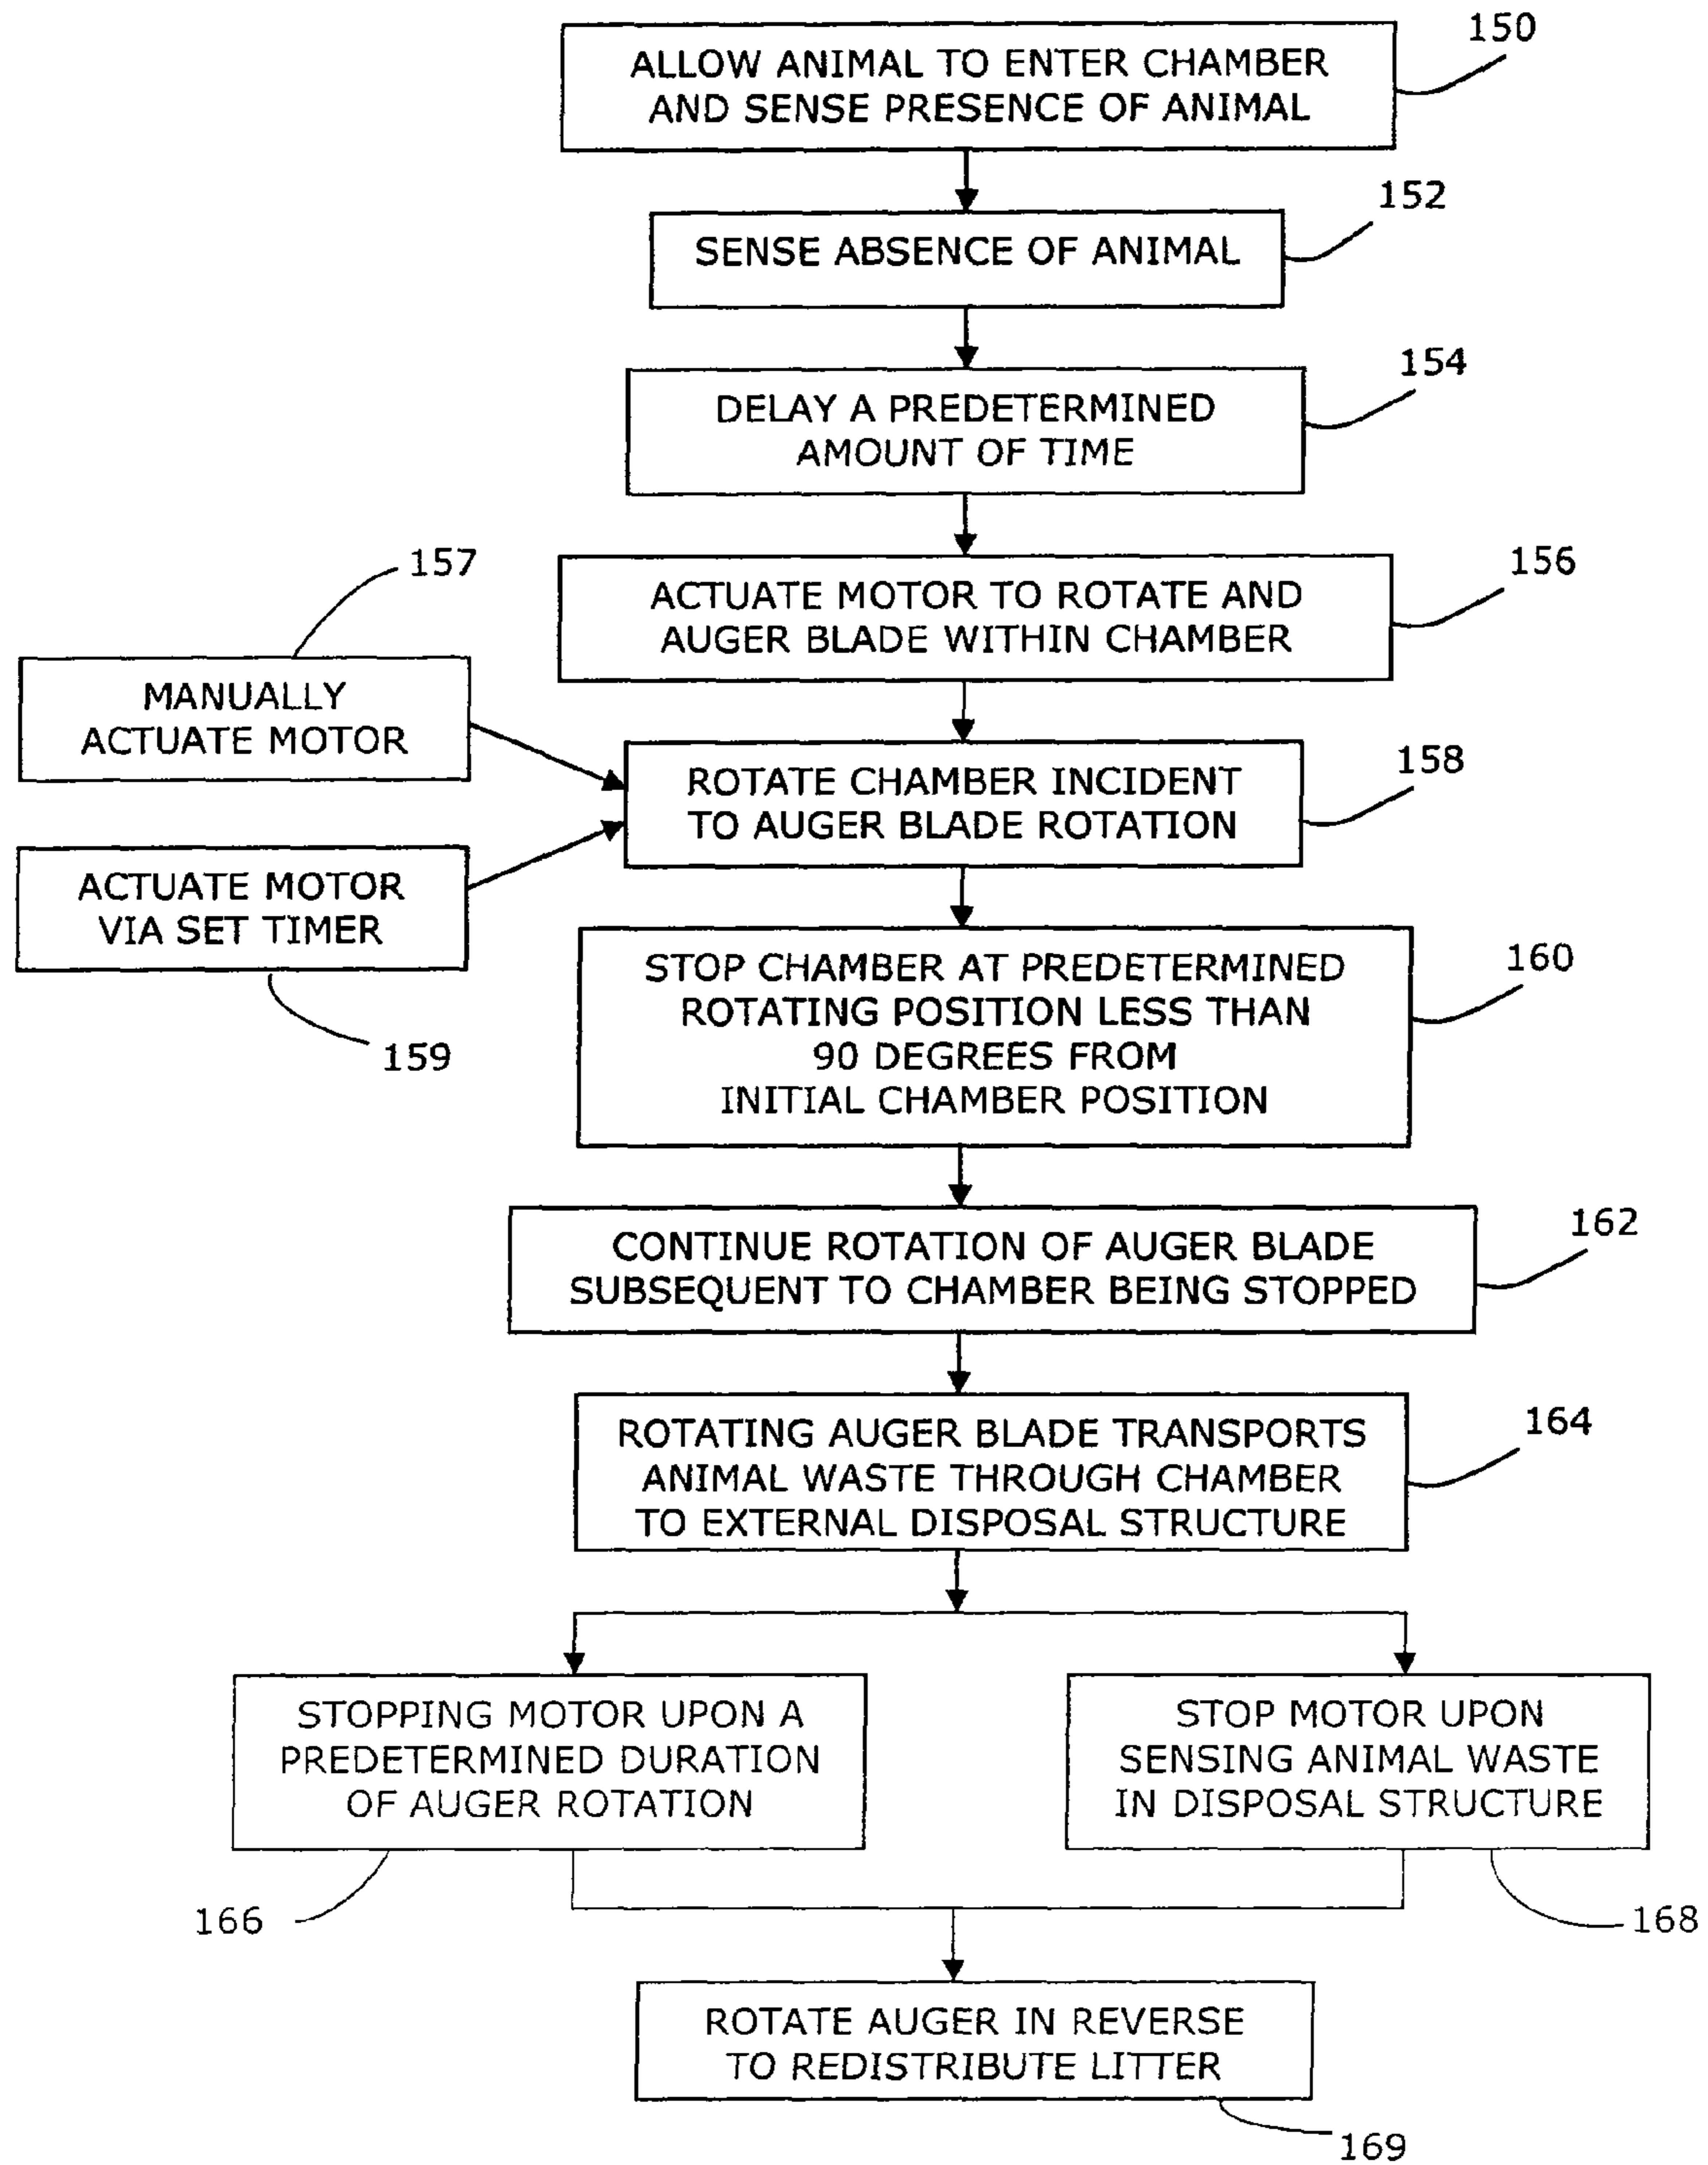 150
ALLOW ANIMAL TO ENTER CHAMBER
AND SENSE PRESENCE OF ANIMAL
152
SENSE ABSENCE OF ANIMAL
154
DELAY A PREDETERMINED
AMOUNT OF TIME
156
ACTUATE MOTOR TO ROTATE AND
AUGER BLADE WITHIN CHAMBER
157
MANUALLY
ACTUATE MOTOR
158
ROTATE CHAMBER INCIDENT
TO AUGER BLADE ROTATION
ACTUATE MOTOR
VIA SET TIMER
159
160
STOP CHAMBER AT PREDETERMINED
ROTATING POSITION LESS THAN
90 DEGREES FROM
INITIAL CHAMBER POSITION
162
CONTINUE ROTATION OF AUGER BLADE
SUBSEQUENT TO CHAMBER BEING STOPPED
164
ROTATING AUGER BLADE TRANSPORTS
ANIMAL WASTE THROUGH CHAMBER
TO EXTERNAL DISPOSAL STRUCTURE
STOPPING MOTOR UPON A
PREDETERMINED DURATION
OF AUGER ROTATION
166
STOP MOTOR UPON
SENSING ANIMAL WASTE
IN DISPOSAL STRUCTURE
168
ROTATE AUGER IN REVERSE
TO REDISTRIBUTE LITTER
169